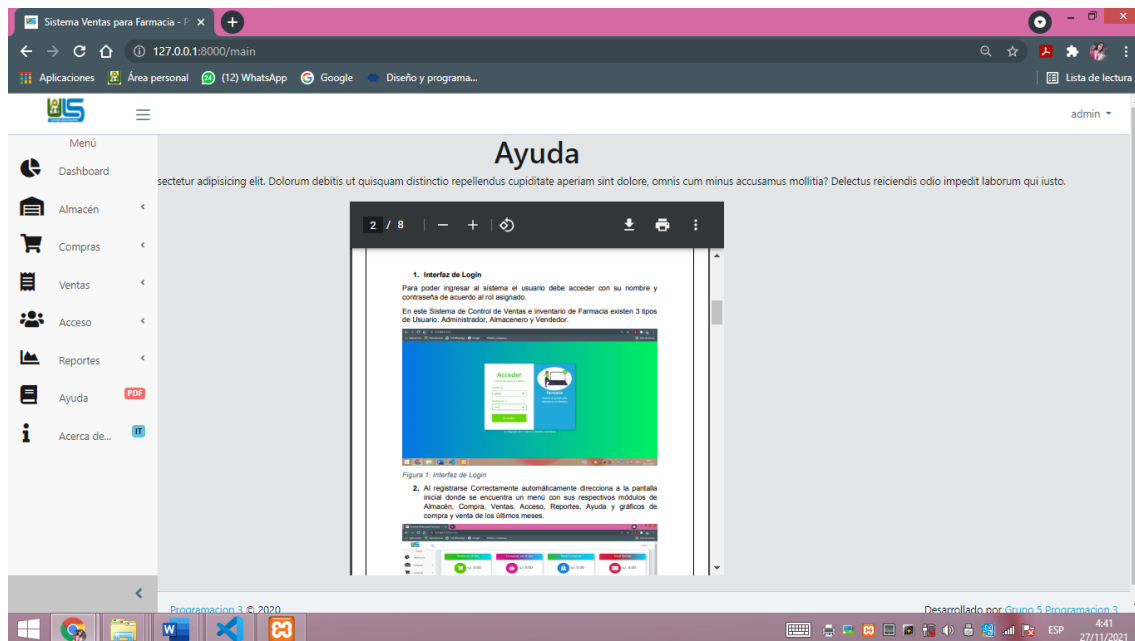 Sistema Ventas para Farmacia - P
127.0.0.1:8000/main
Aplicaciones Área personal (12) WhatsApp Google Diseño y programa... Lista de lectura
admin
Menú
Dashboard
Almacén
Compras
Ventas
Acceso
Reportes
Ayuda PDF
Acerca de... IT
Ayuda
sectetur adipisicing elit. Dolorum debitis ut quisquam distinctio repellendus cupiditate aperiam sint dolore, omnis cum minus accusamus mollitia? Delectus reiciendis odio impedit laborum qui iusto.
2 / 8
1. Interfaz de Login
Para poder ingresar al sistema el usuario debe acceder con su nombre y
contraseña de acuerdo al rol asignado.
En este Sistema de Control de Ventas e inventario de Farmacia existen 3 tipos
de Usuario: Administrador, Almacenero y Vendedor.
Acceder
Figura 1. Interfaz de Login
2. Al registrarse Correctamente automáticamente direcciona a la pantalla
inicial donde se encuentra un menú con sus respectivos módulos de
Almacén, Compra, Ventas, Acceso, Reportes, Ayuda y gráficos de
compra y venta de los últimos meses.
Programacion 3 © 2020
Desarrollado por Grupo 5 Programacion 3
ESP
4:41
27/11/2021